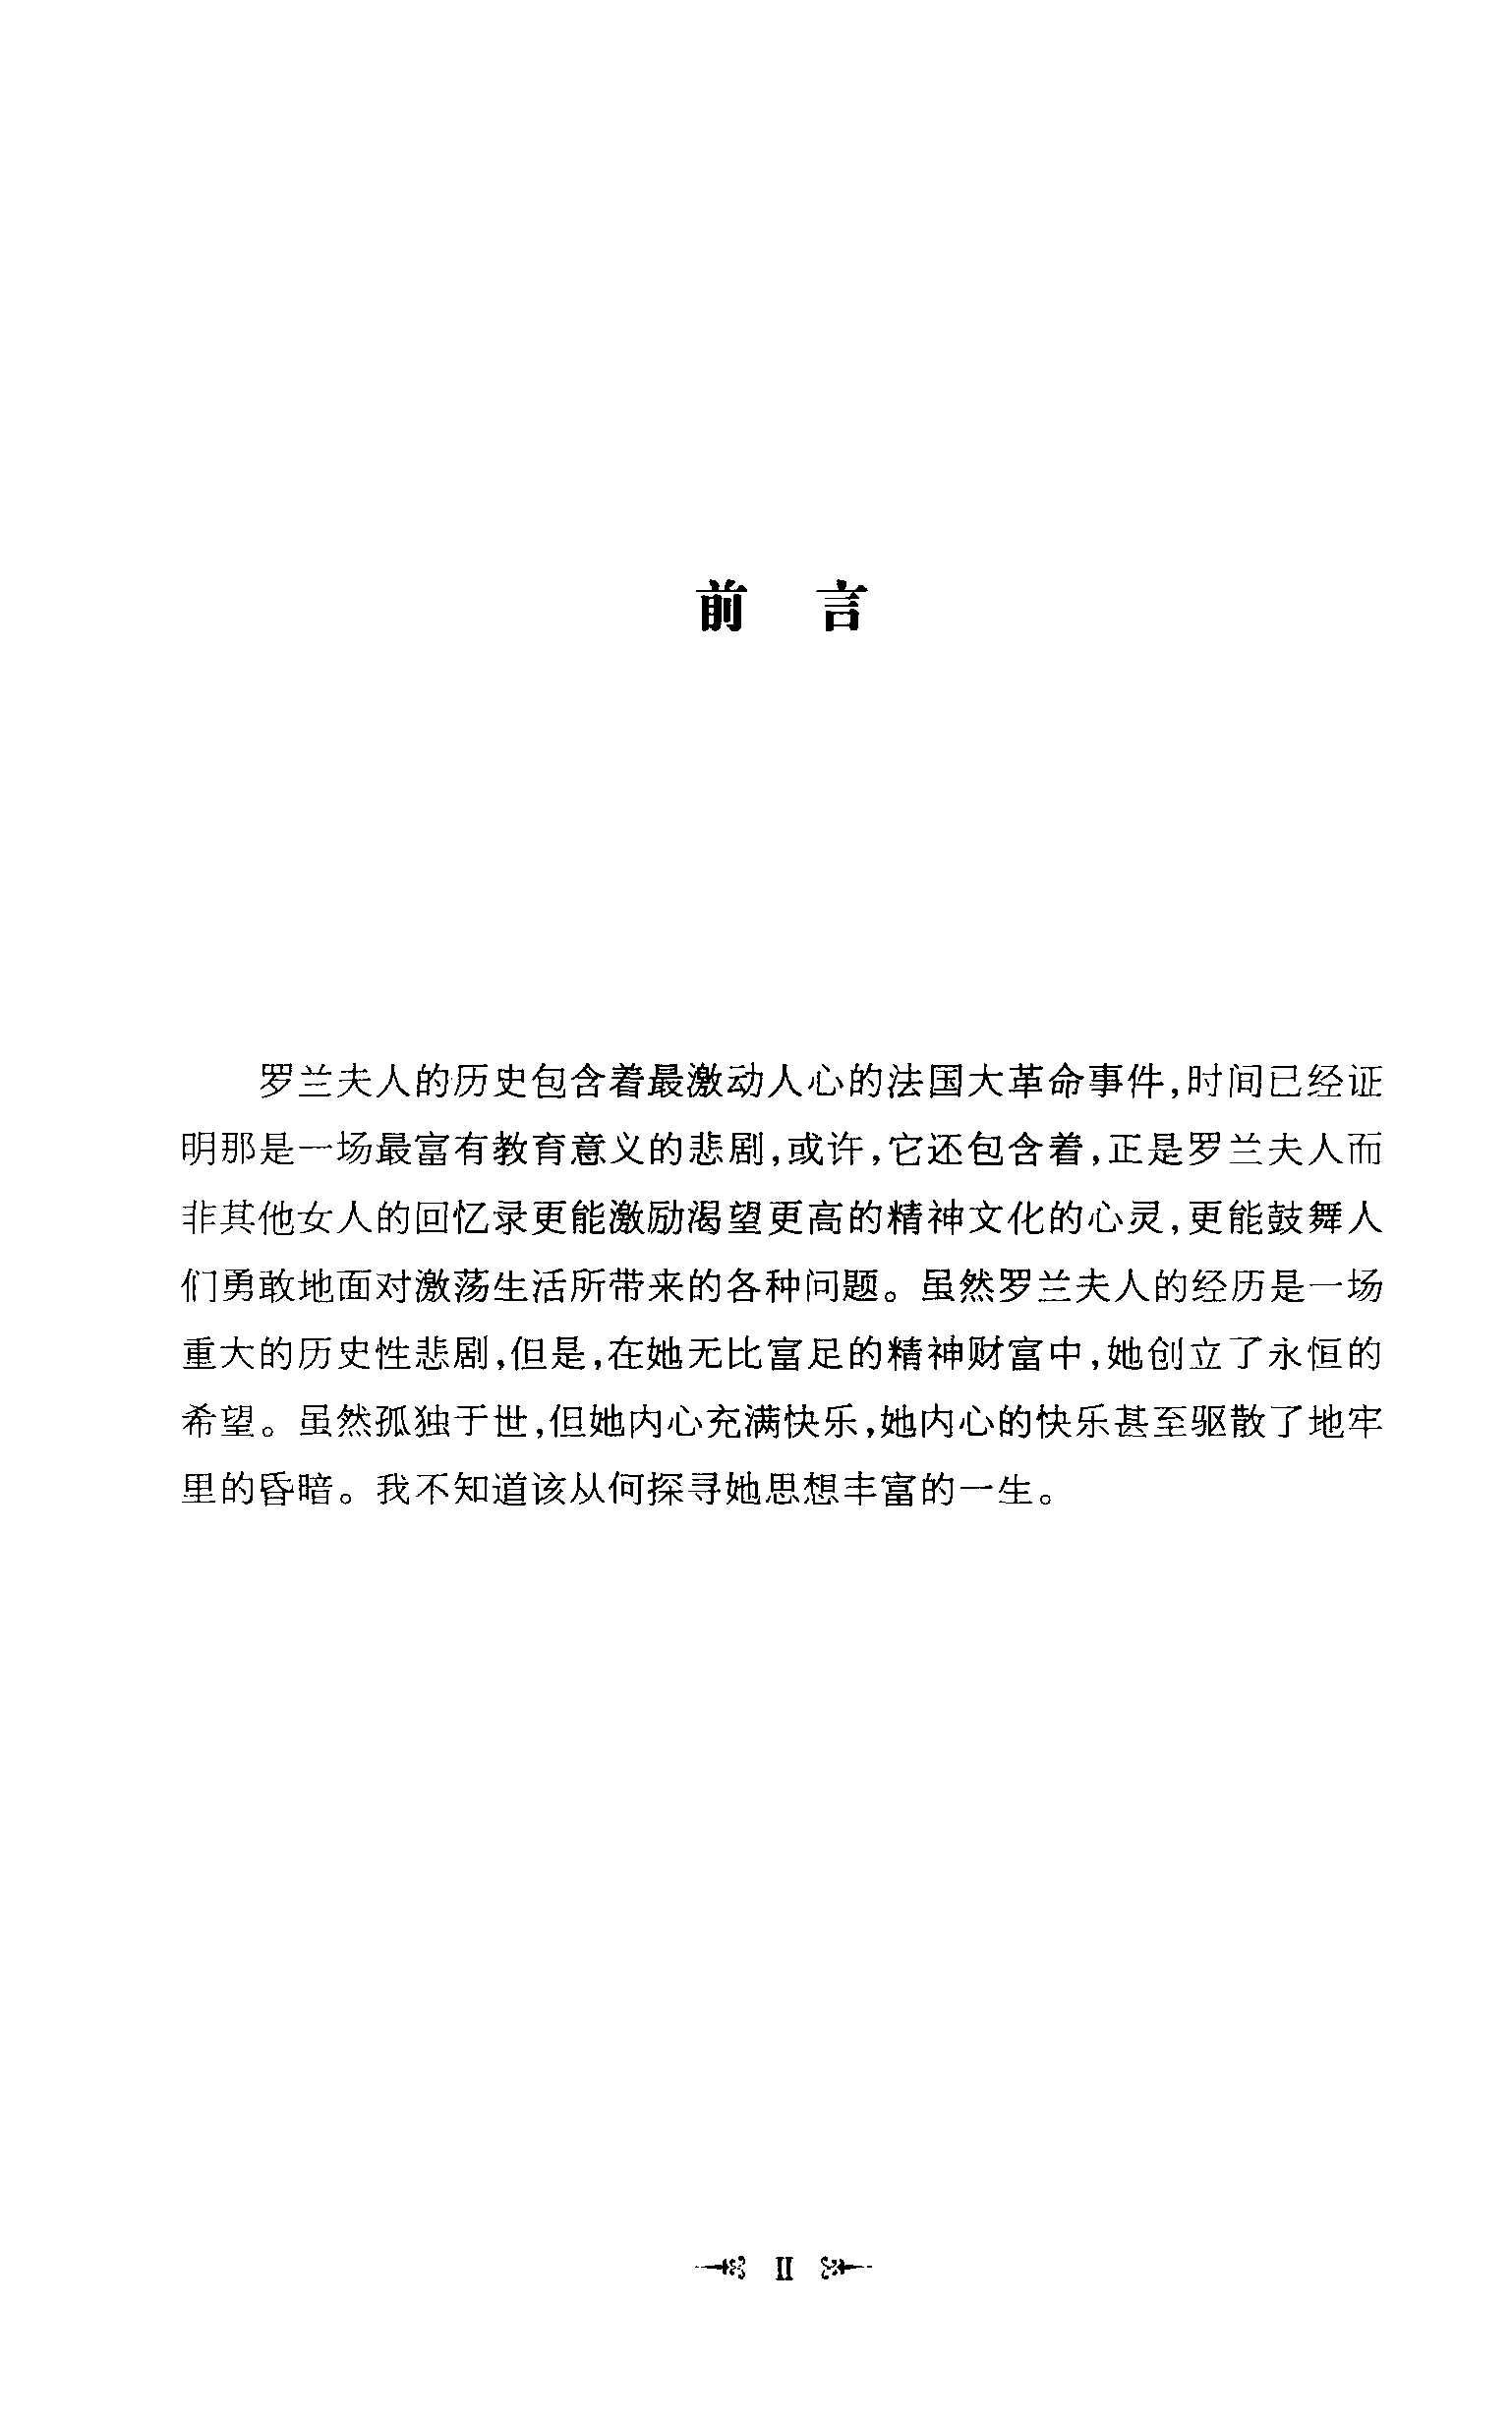 前 言
罗兰夫人的历史包含着最激动人心的法国大革命事件,时间已经证
明那是一场最富有教育意义的悲剧,或许,它还包含着,正是罗兰夫人而
非其他女人的回忆录更能激励渴望更高的精神文化的心灵,更能鼓舞人
们勇敢地面对激荡生活所带来的各种问题。虽然罗兰夫人的经历是一场
重大的历史性悲剧,但是,在她无比富足的精神财富中,她创立了永恒的
希望。虽然孤独于世,但她内心充满快乐,她内心的快乐甚至驱散了地牢
里的昏暗。我不知道该从何探寻她思想丰富的一生。
II